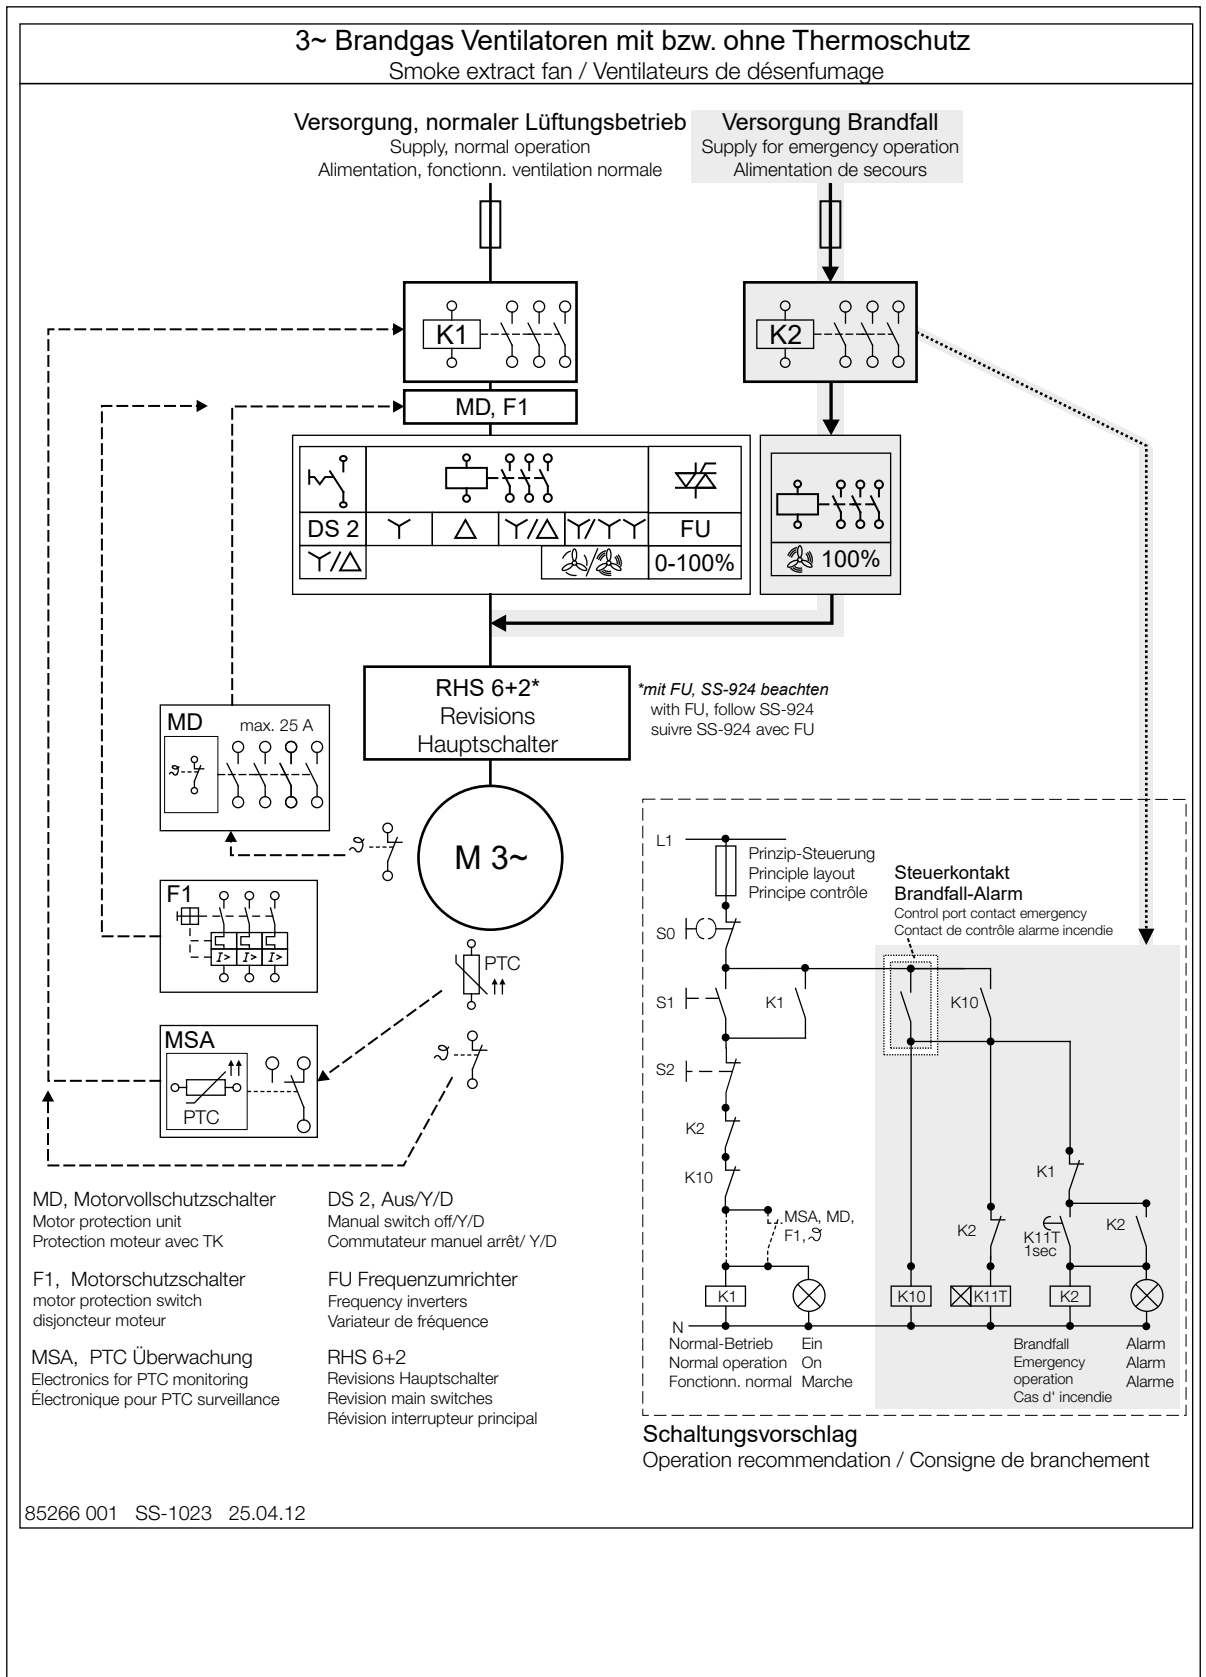 3~ Brandgas Ventilatoren mit bzw. ohne Thermoschutz
Smoke extract fan / Ventilateurs de désenfumage
Versorgung, normaler Lüftungsbetrieb
Supply, normal operation
Alimentation, fonctionn. ventilation normale
Versorgung Brandfall
Supply for emergency operation
Alimentation de secours
K1
K2
MD, F1
DS 2
FU
0-100%
100%
RHS 6+2*
Revisions
Hauptschalter
*mit FU, SS-924 beachten
with FU, follow SS-924
suivre SS-924 avec FU
MD
max. 25 A
ϑ
ϑ
M 3~
F1
I>
I>
I>
PTC
MSA
PTC
ϑ
L1
Prinzip-Steuerung
Principle layout
Principe contrôle
Steuerkontakt
Brandfall-Alarm
Control port contact emergency
Contact de contrôle alarme incendie
S0
S1
K1
K10
S2
K2
K10
K1
MSA, MD,
F1, ϑ
K2
K11T
1sec
K2
K1
K10
K11T
K2
N
Normal-Betrieb
Normal operation
Fonctionn. normal
Ein
On
Marche
Brandfall
Emergency
operation
Cas d' incendie
Alarm
Alarm
Alarme
MD, Motorvollschutzschalter
Motor protection unit
Protection moteur avec TK
DS 2, Aus/Y/D
Manual switch off/Y/D
Commutateur manuel arrêt/ Y/D
F1, Motorschutzschalter
motor protection switch
disjoncteur moteur
FU Frequenzumrichter
Frequency inverters
Variateur de fréquence
MSA, PTC Überwachung
Electronics for PTC monitoring
Électronique pour PTC surveillance
RHS 6+2
Revisions Hauptschalter
Revision main switches
Révision interrupteur principal
Schaltungsvorschlag
Operation recommendation / Consigne de branchement
85266 001 SS-1023 25.04.12